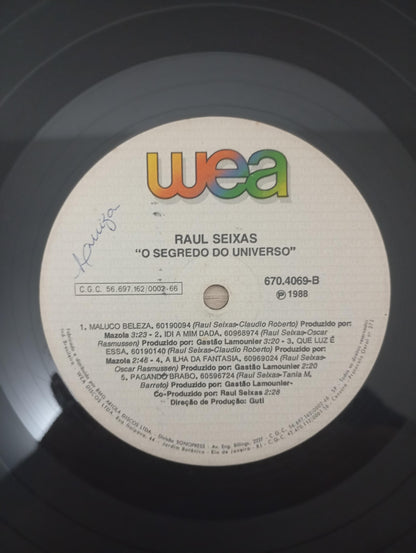 wea
RAUL SEIXAS
"O SEGREDO DO UNIVERSO"
C.G.C. 56.697.162/0002-66
670.4069-B
Ⓟ 1988
1. MALUCO BELEZA, 60190094 (Raul Seixas-Claudio Roberto) Produzido por:
Mazola 3:23 - 2. IDI A MIM DADA, 60968974 (Raul Seixas-Oscar
Rasmussen) Produzido por: Gastão Lamounier 3:20 - 3. QUE LUZ É
ESSA, 60190140 (Raul Seixas-Claudio Roberto) Produzido por:
Mazola 2:48 - 4. A ILHA DA FANTASIA, 60969024 (Raul Seixas-
Oscar Rasmussen) Produzido por: Gastão Lamounier 2:20
5. PAGANDO BRABO, 60596724 (Raul Seixas-Tania M.
Barreto) Produzido por: Gastão Lamounier-
Co-Produzido por: Raul Seixas 2:28
Direção de Produção: Guti